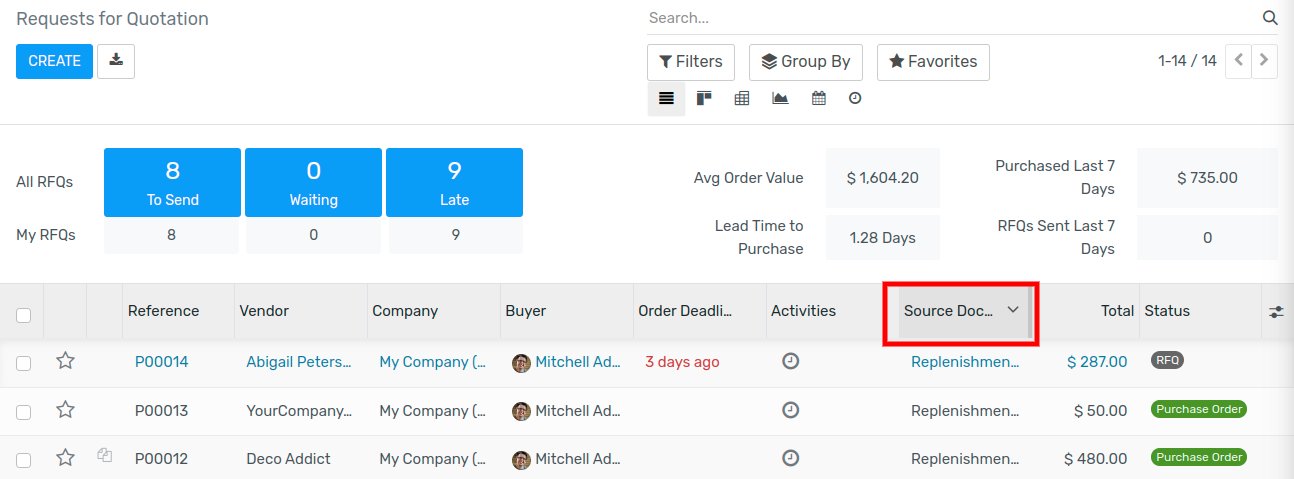 Requests for Quotation
Search...
CREATE
Filters
Group By
Favorites
1-14 / 14
All RFQs
8
To Send
0
Waiting
9
Late
My RFQs
8
0
9
Avg Order Value
$ 1,604.20
Purchased Last 7
Days
$ 735.00
Lead Time to
Purchase
1.28 Days
RFQs Sent Last 7
Days
0
Reference Vendor Company Buyer Order Deadli... Activities Source Doc... Total Status
P00014 Abigail Peters... My Company (... Mitchell Ad... 3 days ago Replenishmen... $ 287.00 RFQ
P00013 YourCompany... My Company (... Mitchell Ad... Replenishmen... $ 50.00 Purchase Order
P00012 Deco Addict My Company (... Mitchell Ad... Replenishmen... $ 480.00 Purchase Order